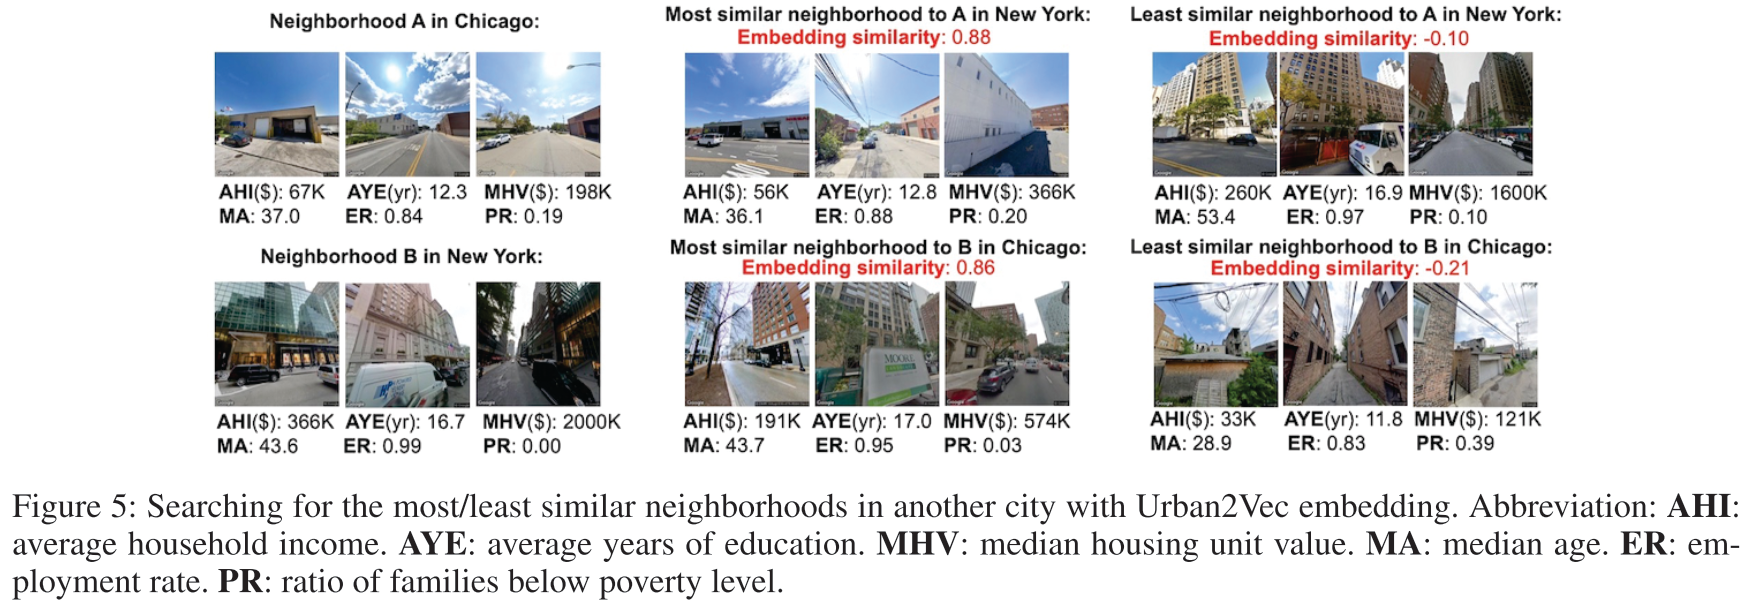 Neighborhood A in Chicago:
AHI($): 67K AYE(yr): 12.3 MHV($): 198K
MA: 37.0 ER: 0.84 PR: 0.19
Most similar neighborhood to A in New York:
Embedding similarity: 0.88
AHI($): 56K AYE(yr): 12.8 MHV($): 366K
MA: 36.1 ER: 0.88 PR: 0.20
Least similar neighborhood to A in New York:
Embedding similarity: -0.10
AHI($): 260K AYE(yr): 16.9 MHV($): 1600K
MA: 53.4 ER: 0.97 PR: 0.10
Neighborhood B in New York:
AHI($): 366K AYE(yr): 16.7 MHV($): 2000K
MA: 43.6 ER: 0.99 PR: 0.00
Most similar neighborhood to B in Chicago:
Embedding similarity: 0.86
MOORE
AHI($): 191K AYE(yr): 17.0 MHV($): 574K
MA: 43.7 ER: 0.95 PR: 0.03
Least similar neighborhood to B in Chicago:
Embedding similarity: -0.21
AHI($): 33K AYE(yr): 11.8 MHV($): 121K
MA: 28.9 ER: 0.83 PR: 0.39
Figure 5: Searching for the most/least similar neighborhoods in another city with Urban2Vec embedding. Abbreviation: AHI:
average household income. AYE: average years of education. MHV: median housing unit value. MA: median age. ER: em-
ployment rate. PR: ratio of families below poverty level.